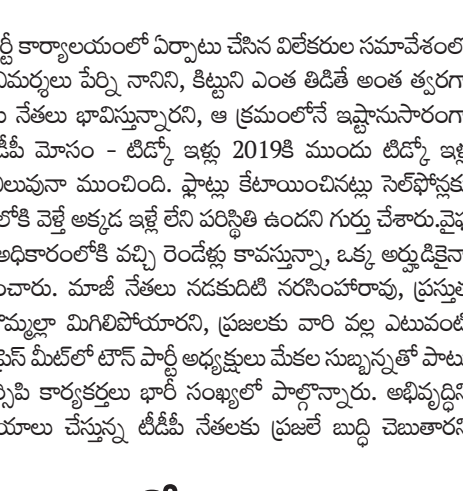 ర్టీ కార్యాలయంలో ఏర్పాటు చేసిన విలేకరుల సమావేశంలో
విమర్శలు పేర్ని నానిని, కిట్టుని ఎంత తిడితే అంత త్వరగా
నేతలు భావిస్తున్నారని, ఆ క్రమంలోనే ఇష్టానుసారంగా
డీపీ మోసం - టిడ్కో ఇళ్లు 2019కి ముందు టిడ్కో ఇళ్ల
నిలువునా ముంచింది. ఫ్లాట్లు కేటాయించినట్లు సెల్‌ఫోన్లకు
లోకి వెళ్తే అక్కడ ఇళ్లే లేని పరిస్థితి ఉందని గుర్తు చేశారు.వైఫ
అధికారంలోకి వచ్చి రెండేళ్లు కావస్తున్నా, ఒక్క అర్హుడికైనా
ంచారు. మాజీ నేతలు నడకుదిటి నరసింహారావు, ప్రస్తుత
ొమ్మల్లా మిగిలిపోయారని, ప్రజలకు వారి వల్ల ఎటువంటి
ప్రెస్ మీట్‌లో టౌన్ పార్టీ అధ్యక్షులు మేకల సుబ్బన్నతో పాటు
్సిపి కార్యకర్తలు భారీ సంఖ్యలో పాల్గొన్నారు. అభివృద్ధిని
యాలు చేస్తున్న టీడీపీ నేతలకు ప్రజలే బుద్ధి చెబుతారని